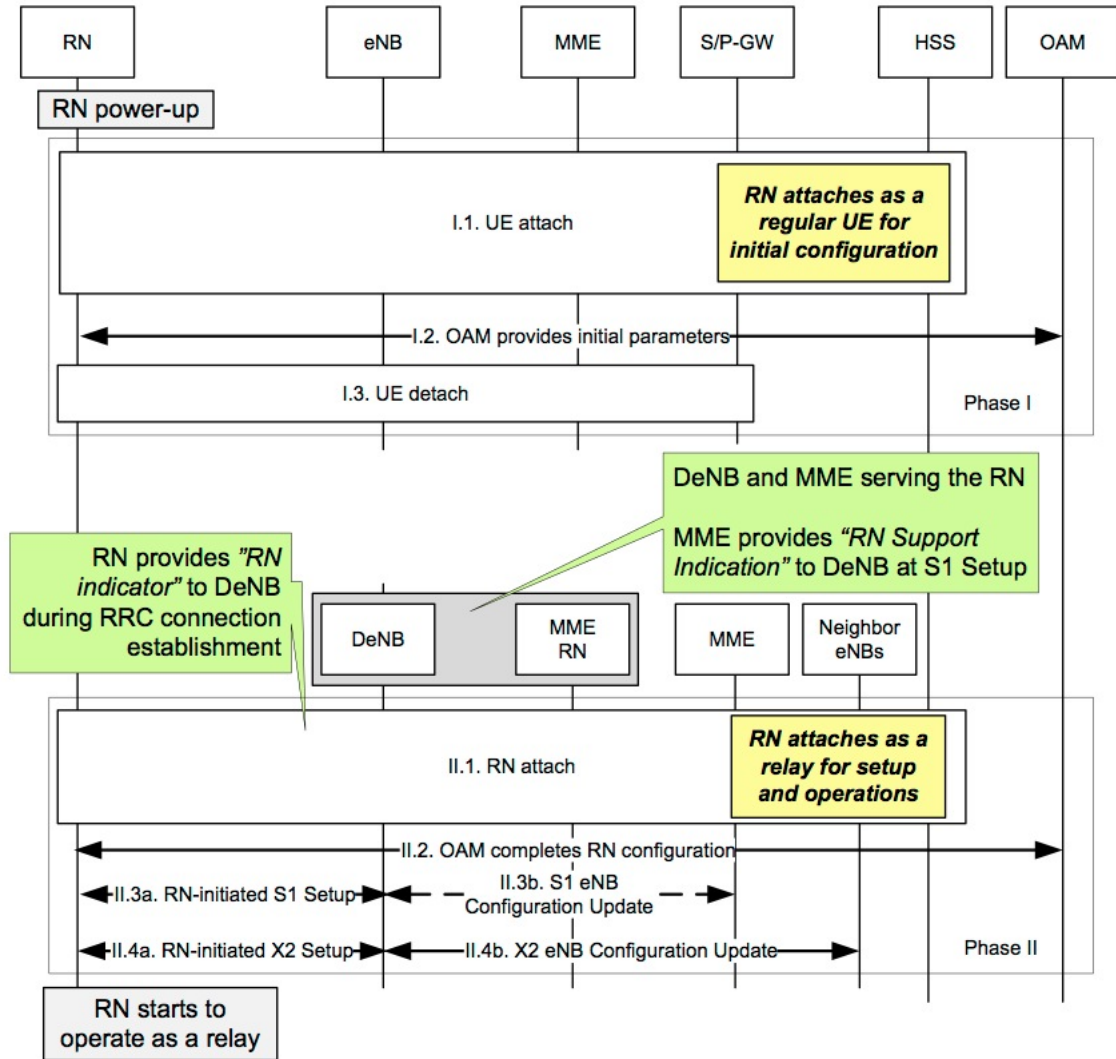 RN
eNB
MME
S/P-GW
HSS
OAM
RN power-up
I.1. UE attach
RN attaches as a
regular UE for
initial configuration
I.2. OAM provides initial parameters
I.3. UE detach
Phase I
DeNB and MME serving the RN
MME provides "RN Support
Indication" to DeNB at S1 Setup
RN provides "RN
indicator" to DeNB
during RRC connection
establishment
DeNB
MME
RN
MME
Neighbor
eNBs
II.1. RN attach
RN attaches as a
relay for setup
and operations
II.2. OAM completes RN configuration
II.3a. RN-initiated S1 Setup
II.3b. S1 eNB
Configuration Update
II.4a. RN-initiated X2 Setup
II.4b. X2 eNB Configuration Update
Phase II
RN starts to
operate as a relay